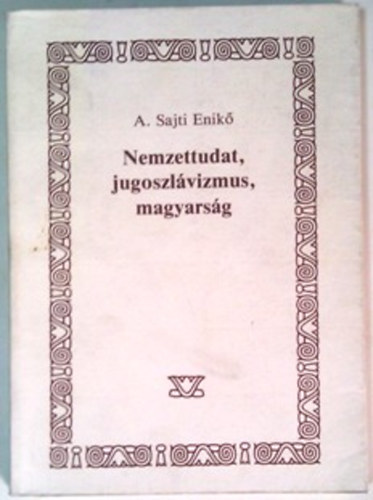 A. Sajti Enikő
Nemzettudat,
jugoszlávizmus,
magyarság